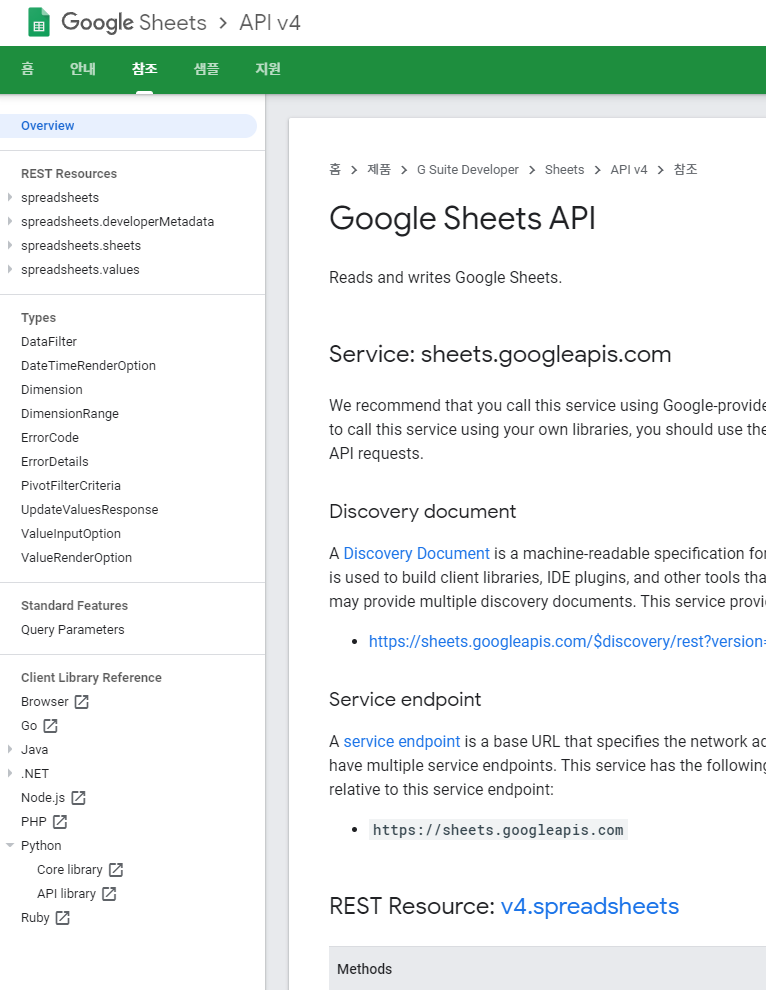 Google Sheets > API v4
홈 안내 참조 샘플 지원
Overview
REST Resources
spreadsheets
spreadsheets.developerMetadata
spreadsheets.sheets
spreadsheets.values
Types
DataFilter
DateTimeRenderOption
Dimension
DimensionRange
ErrorCode
ErrorDetails
PivotFilterCriteria
UpdateValuesResponse
ValueInputOption
ValueRenderOption
Standard Features
Query Parameters
Client Library Reference
Browser
Go
Java
.NET
Node.js
PHP
Python
Core library
API library
Ruby
홈 > 제품 > G Suite Developer > Sheets > API v4 > 참조
Google Sheets API
Reads and writes Google Sheets.
Service: sheets.googleapis.com
We recommend that you call this service using Google-provide
to call this service using your own libraries, you should use the
API requests.
Discovery document
A Discovery Document is a machine-readable specification for
is used to build client libraries, IDE plugins, and other tools tha
may provide multiple discovery documents. This service provi
• https://sheets.googleapis.com/$discovery/rest?version=
Service endpoint
A service endpoint is a base URL that specifies the network ad
have multiple service endpoints. This service has the following
relative to this service endpoint:
• https://sheets.googleapis.com
REST Resource: v4.spreadsheets
Methods